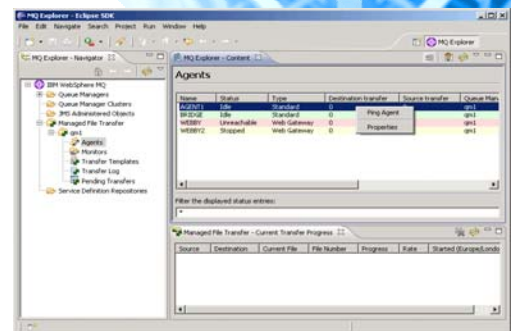 MQ Explorer - Eclipse SDK
File Edit Navigate Search Project Run Window Help
MQ Explorer
MQ Explorer - Navigator
IBM WebSphere MQ
Queue Managers
Queue Manager Clusters
JMS Administered Objects
Managed File Transfer
qm1
Agents
Monitors
Transfer Templates
Transfer Log
Pending Transfers
Service Definition Repositories
MQ Explorer - Content
Agents
Name Status Type Destination transfer Source transfer Queue Man
AGENT1 Idle Standard 0 qm1
BRIDGE Idle Standard 0 qm1
WEBBY Unreachable Web Gateway 0 qm1
WEBBY2 Stopped Web Gateway 0 qm1
Ping Agent
Properties
Filter the displayed status entries:
*
Managed File Transfer - Current Transfer Progress
Source Destination Current File File Number Progress Rate Started (Europe/Londo